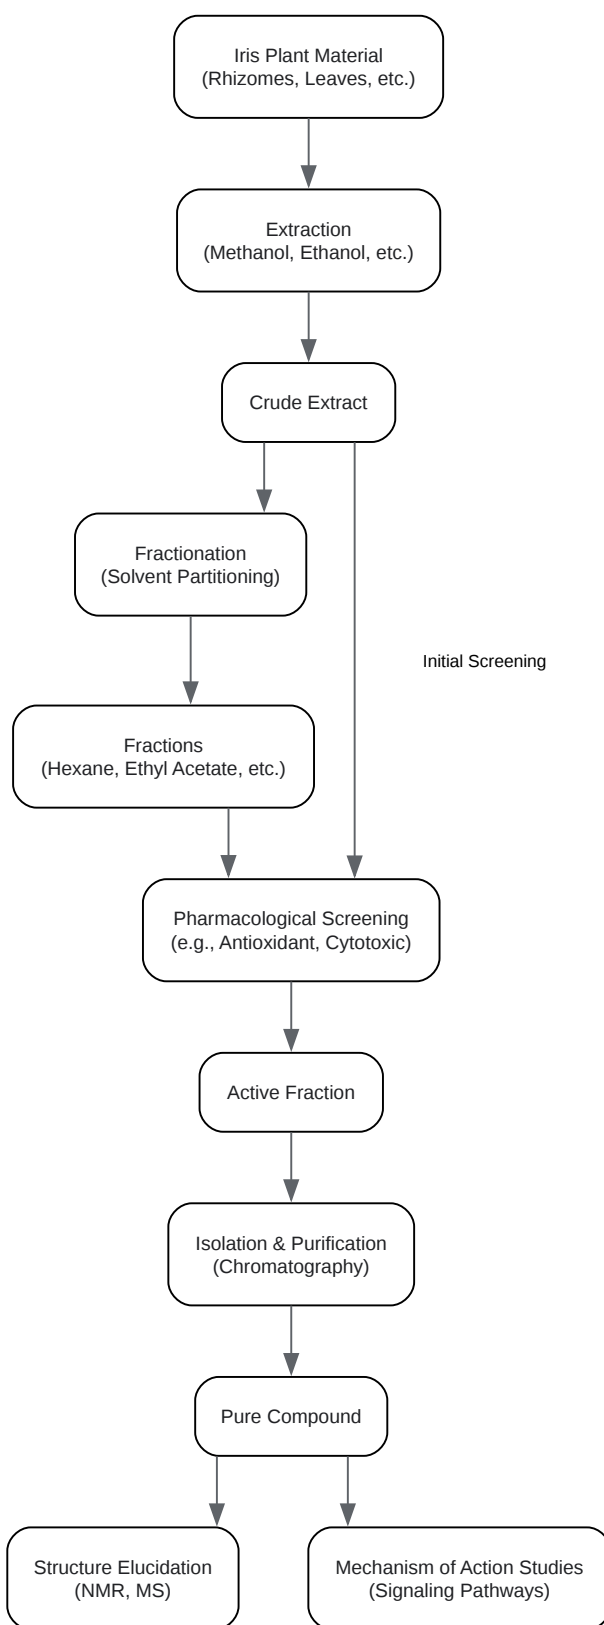 Iris Plant Material
(Rhizomes, Leaves, etc.)
Extraction
(Methanol, Ethanol, etc.)
Crude Extract
Fractionation
(Solvent Partitioning)
Initial Screening
Fractions
(Hexane, Ethyl Acetate, etc.)
Pharmacological Screening
(e.g., Antioxidant, Cytotoxic)
Active Fraction
Isolation & Purification
(Chromatography)
Pure Compound
Structure Elucidation
(NMR, MS)
Mechanism of Action Studies
(Signaling Pathways)